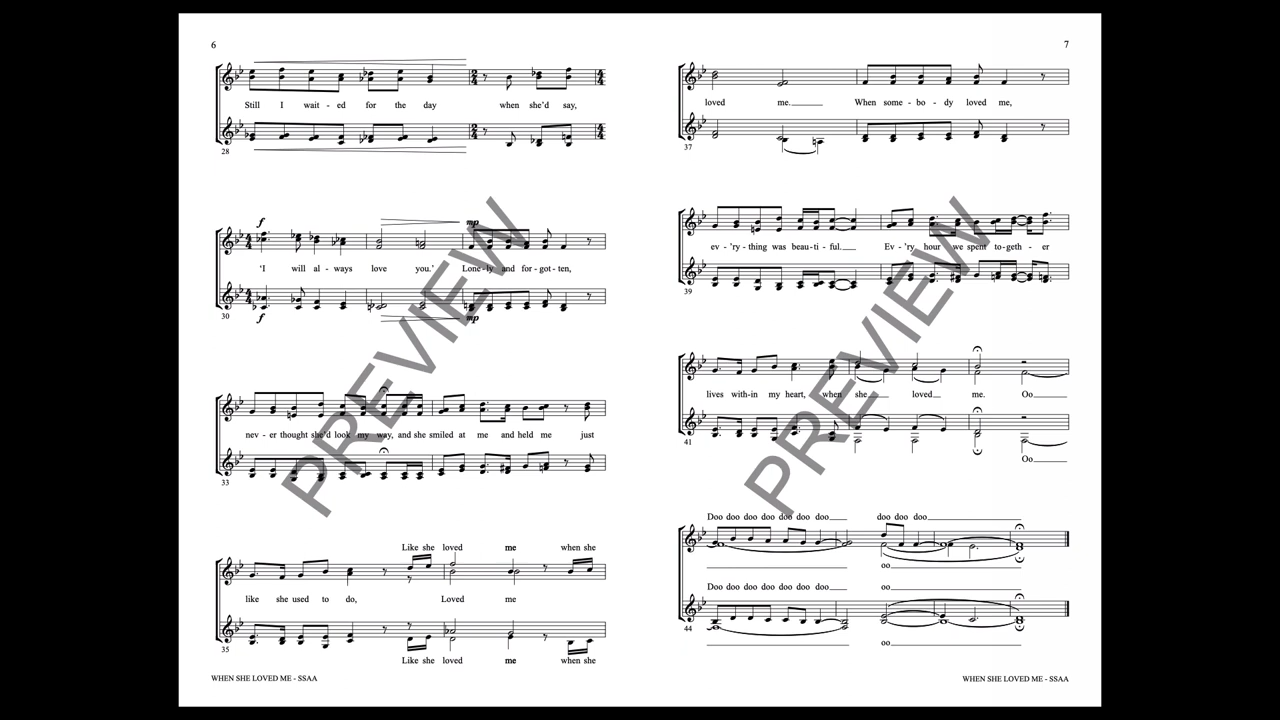 6
Still I wait - ed for the day when she'd say,
28
f mp
'I will al - ways love you.' Lone - ly and for - got - ten,
30
f mp
nev - er thought she'd look my way, and she smiled at me and held me just
33
Like she loved me when she
like she used to do, Loved me
35
Like she loved me when she
WHEN SHE LOVED ME - SSAA
7
loved me. When some - bo - dy loved me,
37
ev - 'ry - thing was beau - ti - ful. Ev - 'ry hour we spent to - geth - er
39
lives with - in my heart, when she loved me. Oo
41
Oo
Doo doo doo doo doo doo doo doo doo doo
oo
Doo doo doo doo doo doo doo
44
oo
WHEN SHE LOVED ME - SSAA
PREVIEW
PREVIEW